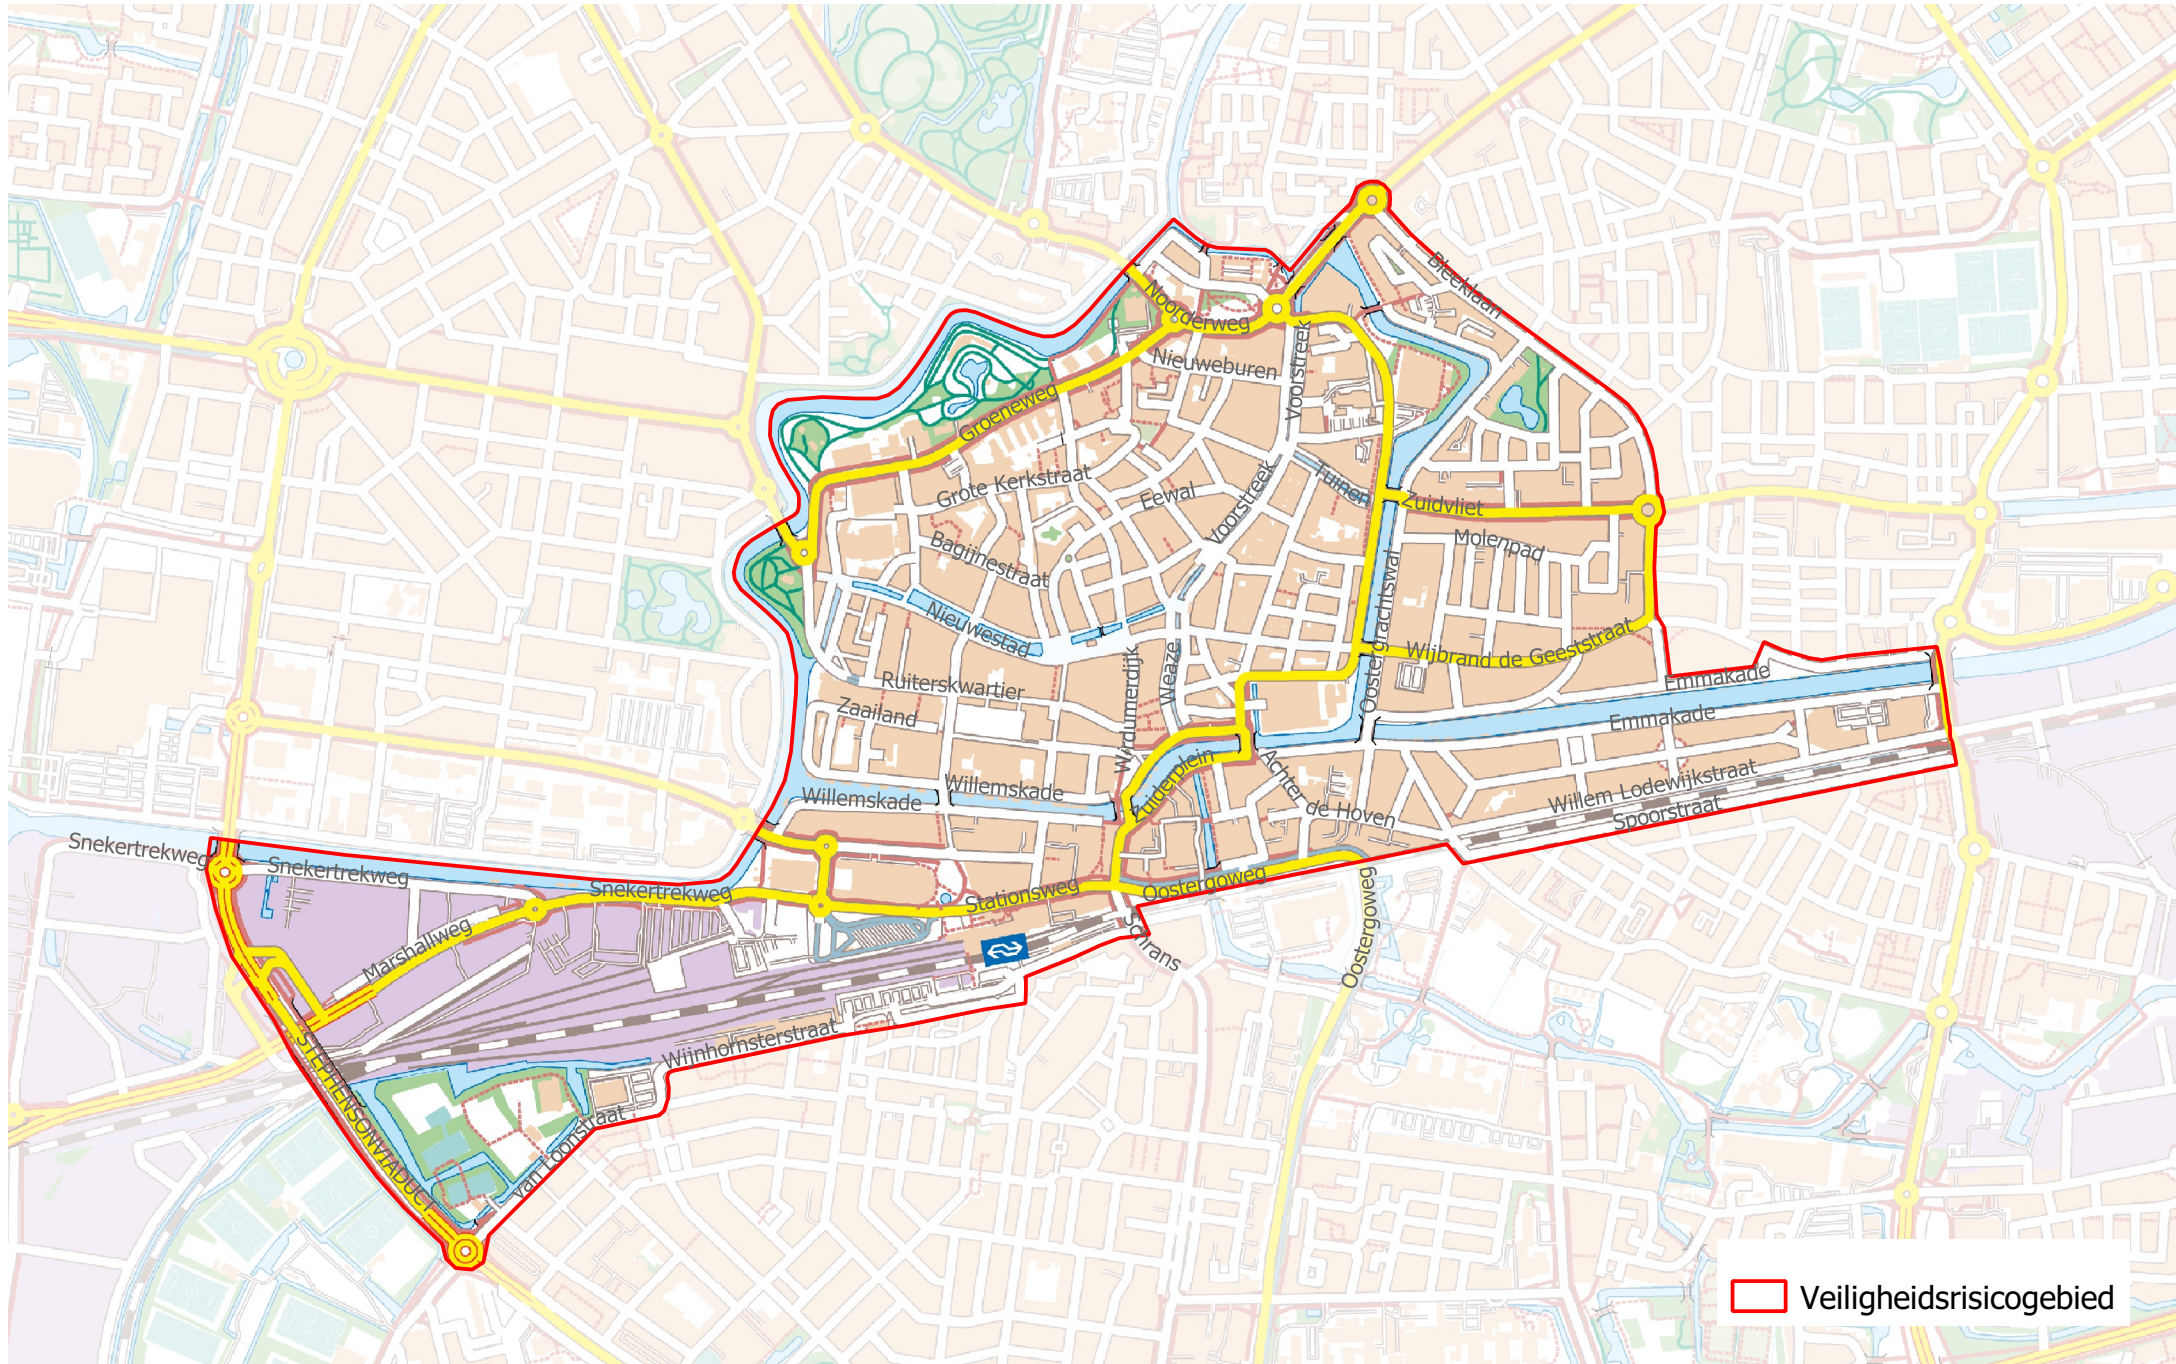 Bleeklaan
Noorderweg
Nieuweburen
Voorstreek
Groeneweg
Grote Kerkstraat
Eewal
Voorstreek
Tuinen
Zuidvliet
Molenpad
Bagijnestraat
Nieuwestad
Oostergrachtswal
Wijbrand de Geeststraat
Ruiterskwartier
Zaailand
Wirdumerdijk
Weaze
Emmakade
Emmakade
Willemskade
Willemskade
Zuiderplein
Achter de Hoven
Willem Lodewijkstraat
Spoorstraat
Snekertrekweg
Snekertrekweg
Snekertrekweg
Stationsweg
Oostergoweg
Oostergoweg
Schrans
Marshallweg
Wijnhornsterstraat
STEPHENSONVIADUCT
van Loonstraat
Veiligheidsrisicogebied